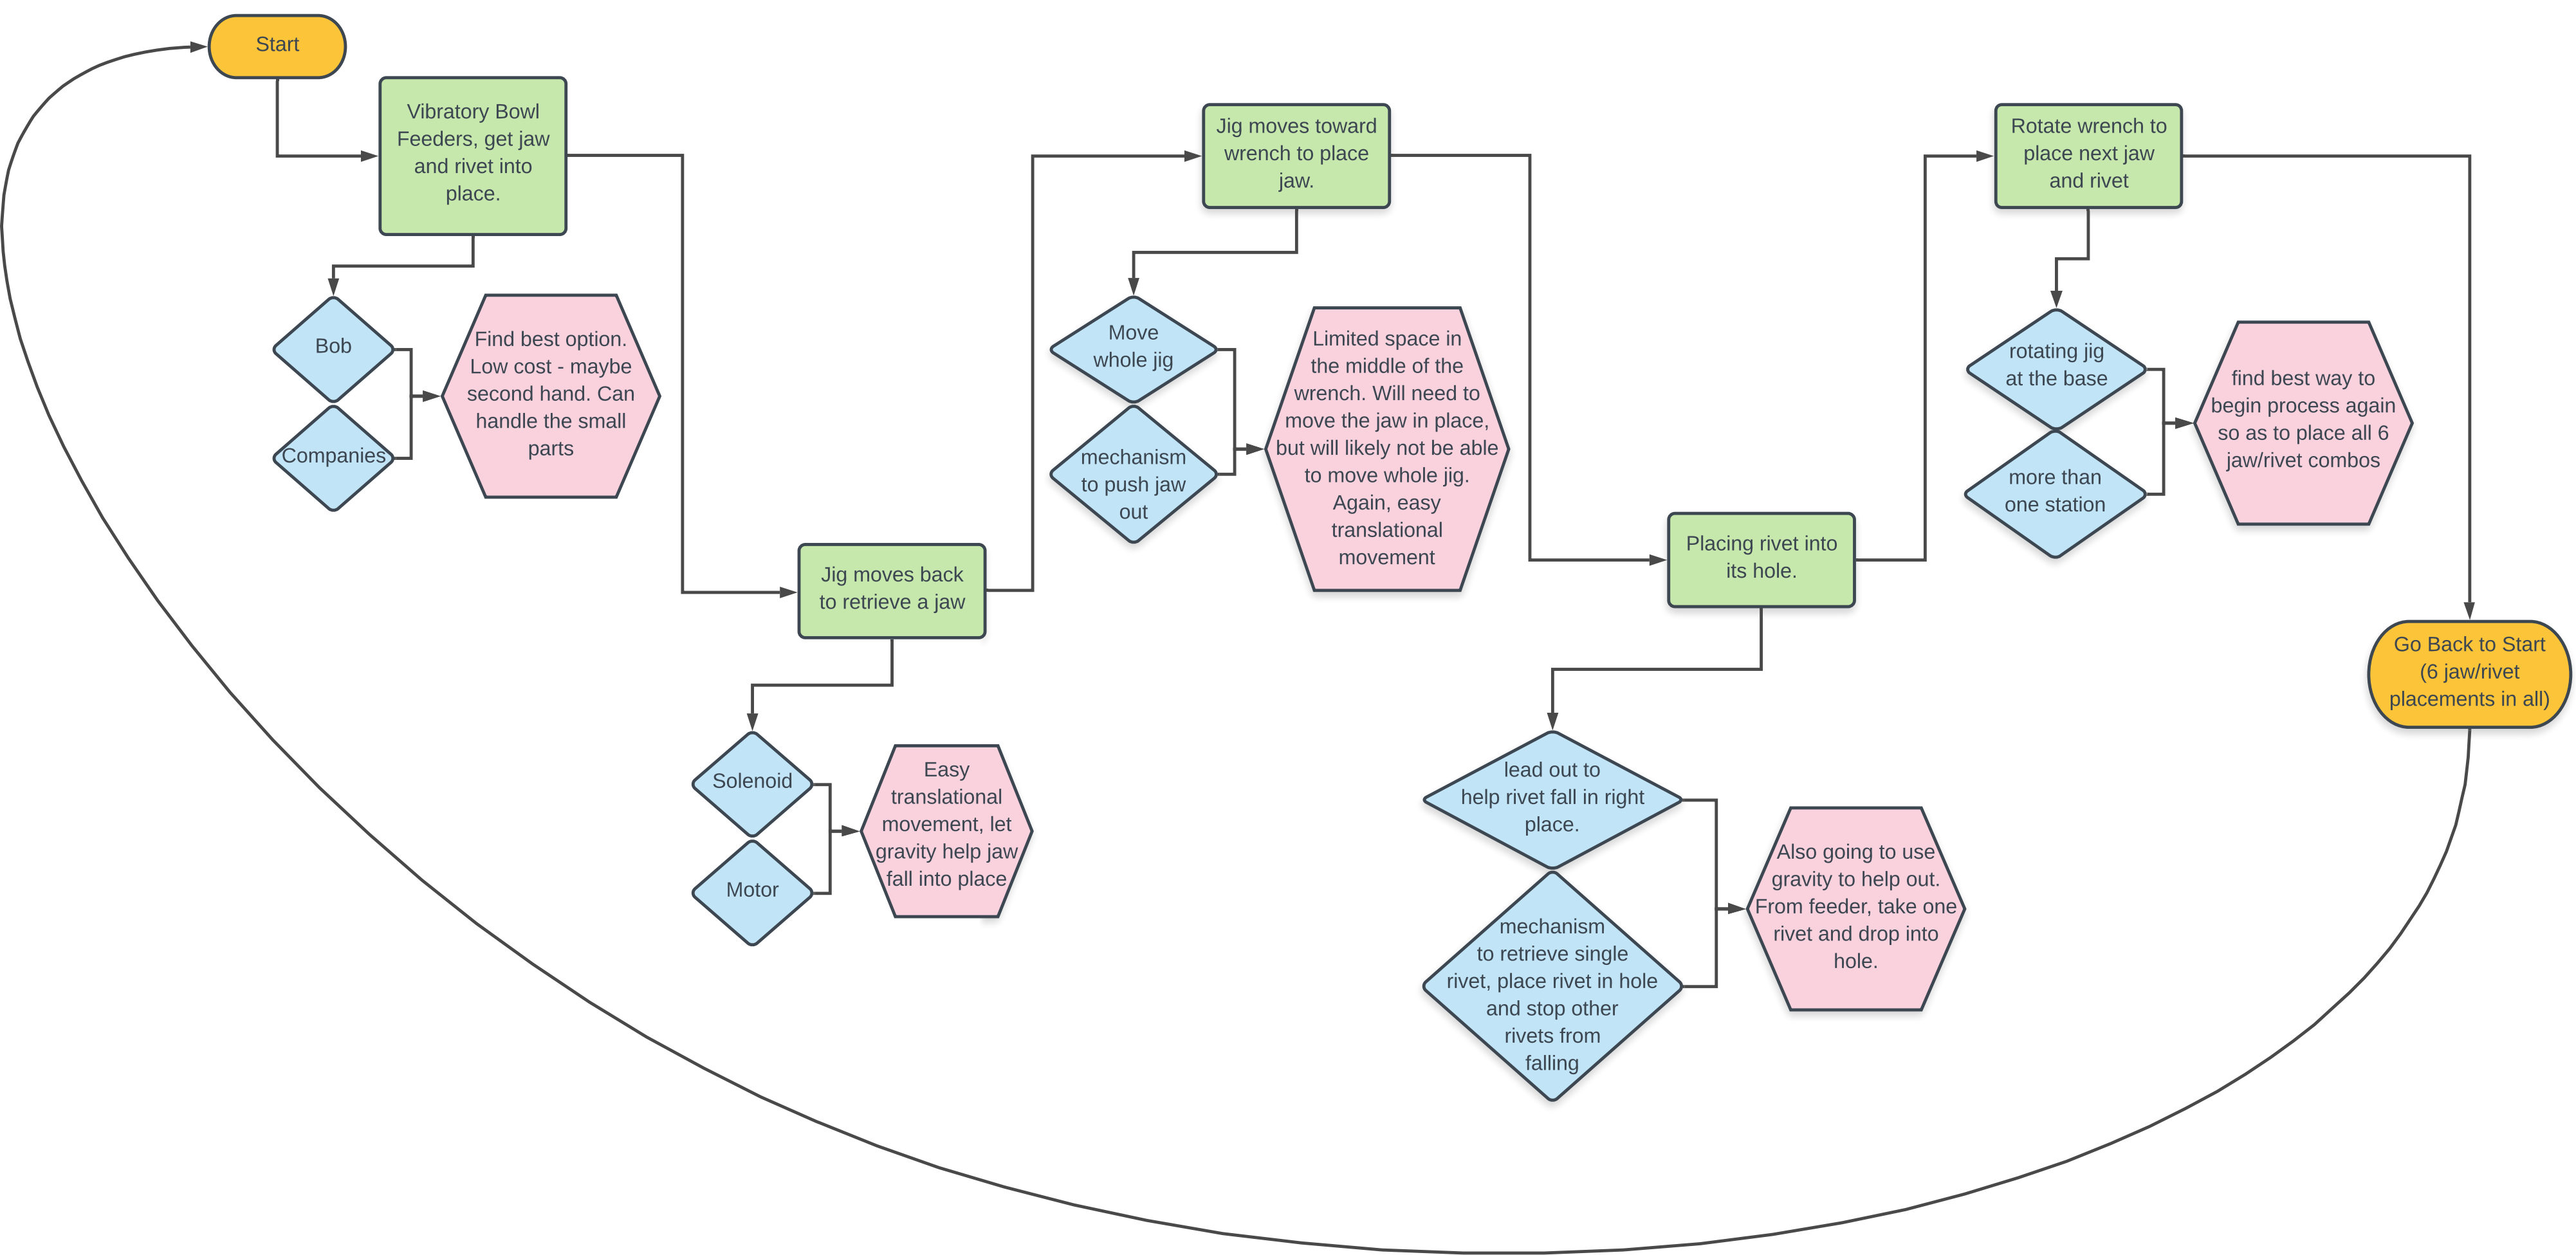 Start
Vibratory Bowl
Feeders, get jaw
and rivet into
place.
Bob
Companies
Find best option.
Low cost - maybe
second hand. Can
handle the small
parts
Jig moves back
to retrieve a jaw
Solenoid
Motor
Easy
translational
movement, let
gravity help jaw
fall into place
Jig moves toward
wrench to place
jaw.
Move
whole jig
mechanism
to push jaw
out
Limited space in
the middle of the
wrench. Will need to
move the jaw in place,
but will likely not be able
to move whole jig.
Again, easy
translational
movement
Placing rivet into
its hole.
lead out to
help rivet fall in right
place.
mechanism
to retrieve single
rivet, place rivet in hole
and stop other
rivets from
falling
Also going to use
gravity to help out.
From feeder, take one
rivet and drop into
hole.
Rotate wrench to
place next jaw
and rivet
rotating jig
at the base
more than
one station
find best way to
begin process again
so as to place all 6
jaw/rivet combos
Go Back to Start
(6 jaw/rivet
placements in all)